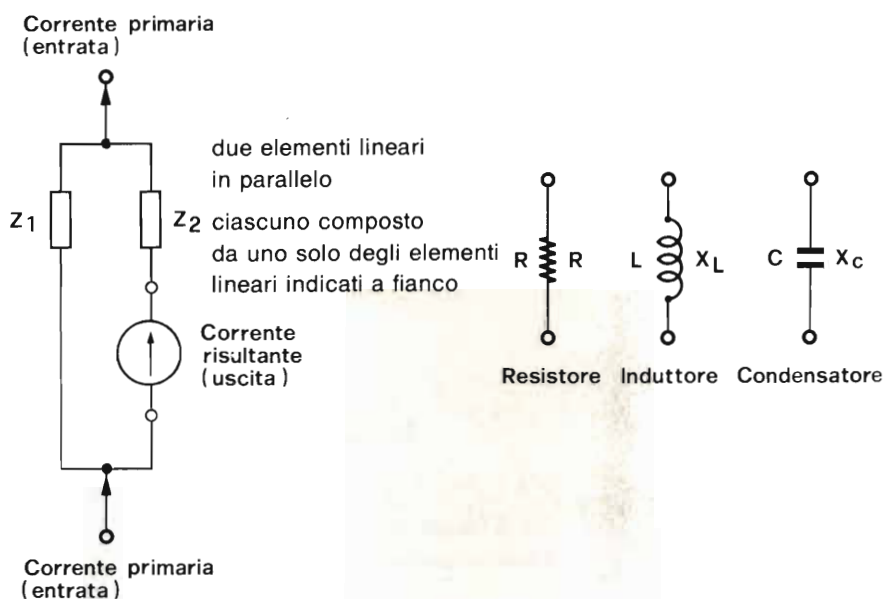 Corrente primaria
(entrata)
due elementi lineari
in parallelo
Z1
Z2 ciascuno composto
da uno solo degli elementi
lineari indicati a fianco
Corrente
risultante
(uscita)
Corrente primaria
(entrata)
R R
L XL
C XC
Resistore Induttore Condensatore